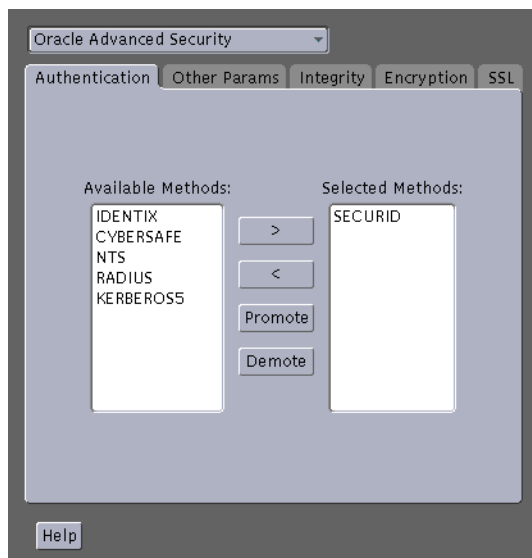 Oracle Advanced Security
Authentication Other Params Integrity Encryption SSL
Available Methods: Selected Methods:
IDENTIX
CYBERSAFE
NTS
RADIUS
KERBEROS5
>
<
Promote
Demote
SECURID
Help